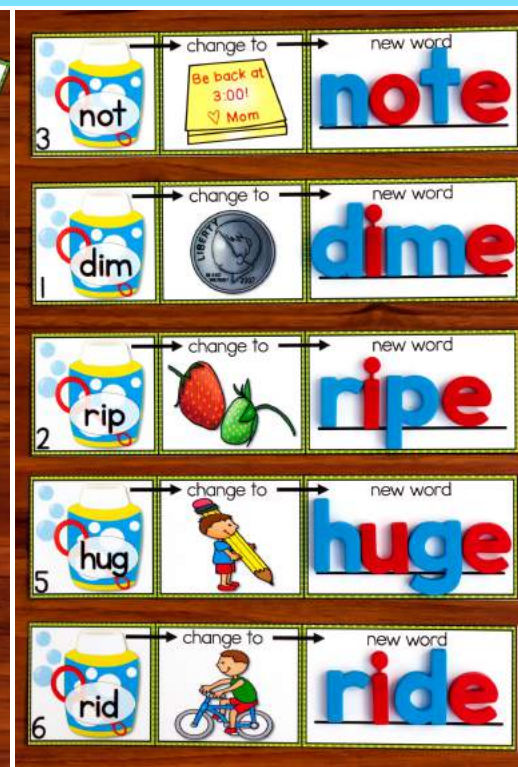 change to
new word
not
Be back at
3:00!
♡ Mom
note
3
change to
new word
dim
LIBERTY
2007
dime
1
change to
new word
rip
ripe
2
change to
new word
hug
huge
5
change to
new word
rid
ride
6